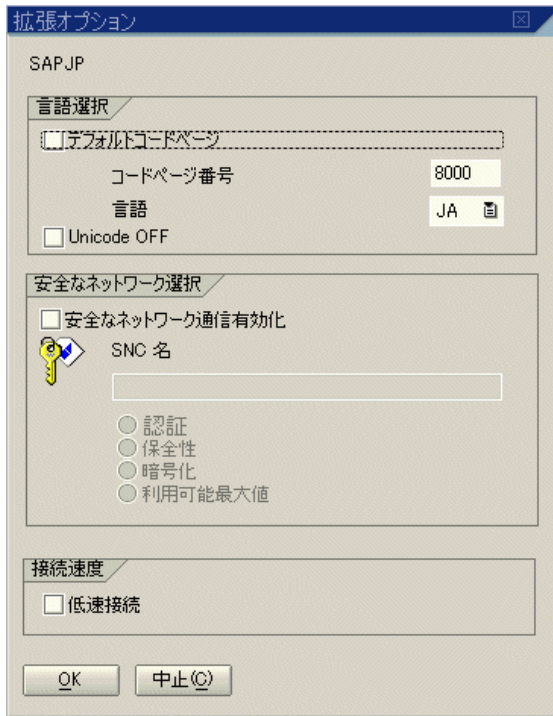 拡張オプション
SAPJP
言語選択
デフォルトコードページ
コードページ番号 8000
言語 JA
Unicode OFF
安全なネットワーク選択
安全なネットワーク通信有効化
SNC 名
認証
保全性
暗号化
利用可能最大値
接続速度
低速接続
OK 中止(C)